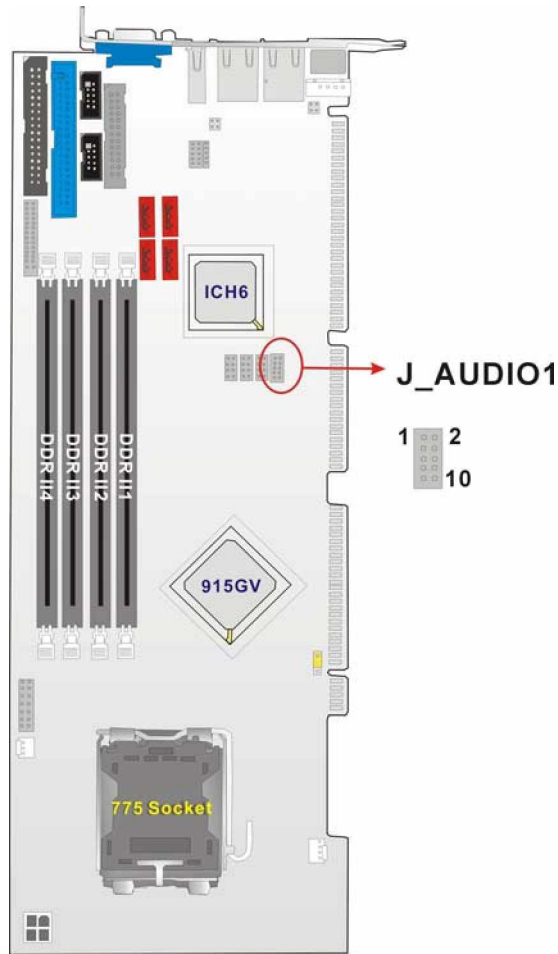 ICH6
J_AUDIO1
1 2
10
DDR II4
DDR II3
DDR II2
DDR II1
915GV
775 Socket